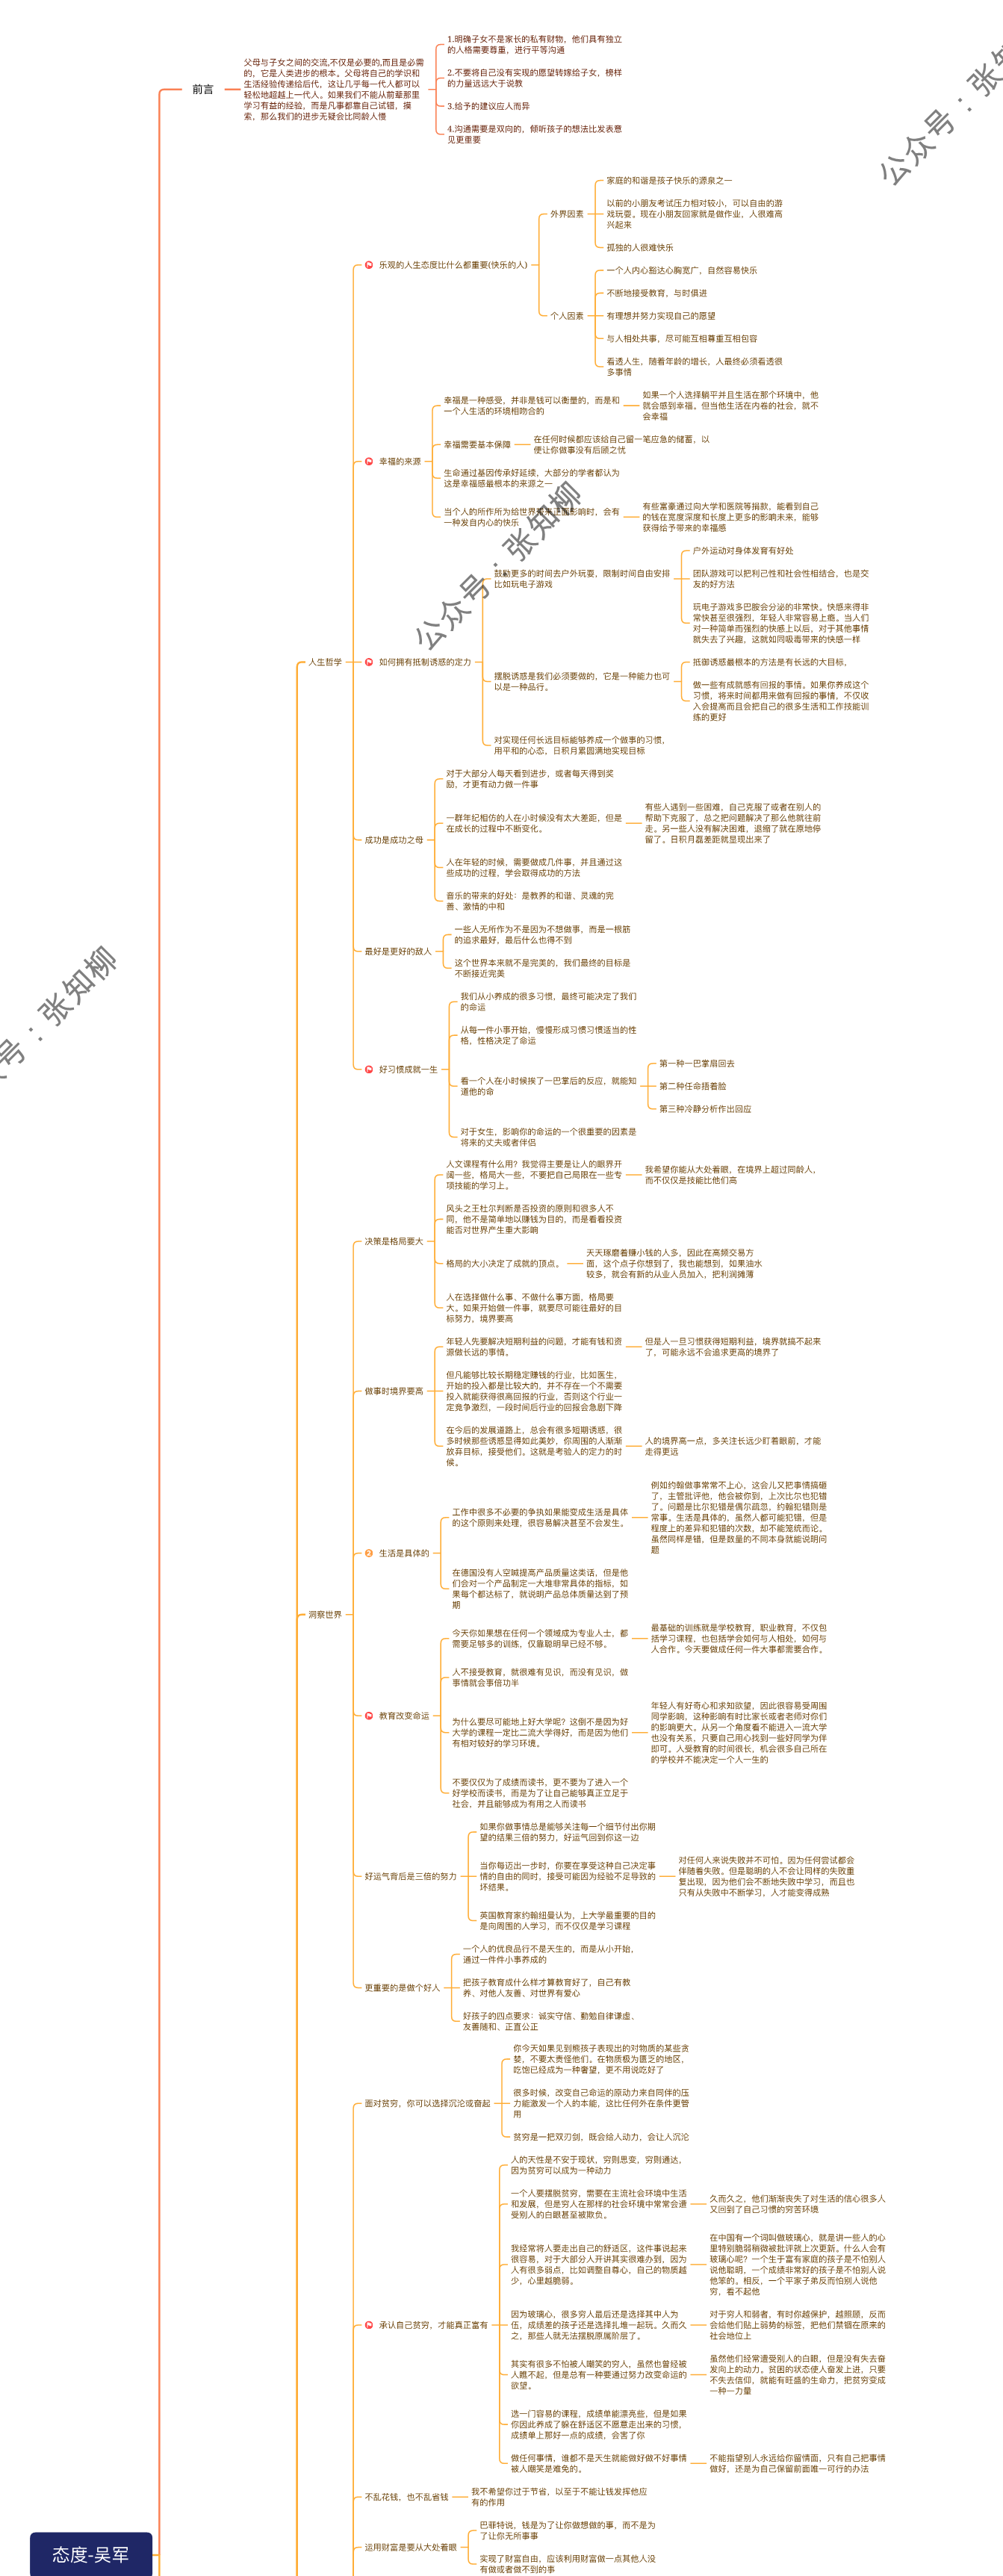 前言
父母与子女之间的交流,不仅是必要的,而且是必需
的，它是人类进步的根本。父母将自己的学识和
生活经验传递给后代，这让几乎每一代人都可以
轻松地超越上一代人。如果我们不能从前辈那里
学习有益的经验，而是凡事都靠自己试错，摸
索，那么我们的进步无疑会比同龄人慢
1.明确子女不是家长的私有财物，他们具有独立
的人格需要尊重，进行平等沟通
2.不要将自己没有实现的愿望转嫁给子女，榜样
的力量远远大于说教
3.给予的建议应人而异
4.沟通需要是双向的，倾听孩子的想法比发表意
见更重要
公众号：张知柳
人生哲学
乐观的人生态度比什么都重要(快乐的人)
外界因素
家庭的和谐是孩子快乐的源泉之一
以前的小朋友考试压力相对较小，可以自由的游
戏玩耍。现在小朋友回家就是做作业，人很难高
兴起来
孤独的人很难快乐
个人因素
一个人内心豁达心胸宽广，自然容易快乐
不断地接受教育，与时俱进
有理想并努力实现自己的愿望
与人相处共事，尽可能互相尊重互相包容
看透人生，随着年龄的增长，人最终必须看透很
多事情
幸福的来源
幸福是一种感受，并非是钱可以衡量的，而是和
一个人生活的环境相吻合的
如果一个人选择躺平并且生活在那个环境中，他
就会感到幸福。但当他生活在内卷的社会，就不
会幸福
幸福需要基本保障
在任何时候都应该给自己留一笔应急的储蓄，以
便让你做事没有后顾之忧
生命通过基因传承好延续，大部分的学者都认为
这是幸福感最根本的来源之一
当个人的所作所为给世界带来正面影响时，会有
一种发自内心的快乐
有些富豪通过向大学和医院等捐款，能看到自己
的钱在宽度深度和长度上更多的影响未来，能够
获得给予带来的幸福感
公众号：张知柳
如何拥有抵制诱惑的定力
鼓励更多的时间去户外玩耍，限制时间自由安排
比如玩电子游戏
户外运动对身体发育有好处
团队游戏可以把利己性和社会性相结合，也是交
友的好方法
玩电子游戏多巴胺会分泌的非常快。快感来得非
常快甚至很强烈，年轻人非常容易上瘾。当人们
对一种简单而强烈的快感上以后，对于其他事情
就失去了兴趣，这就如同吸毒带来的快感一样
摆脱诱惑是我们必须要做的，它是一种能力也可
以是一种品行。
抵御诱惑最根本的方法是有长远的大目标。
做一些有成就感有回报的事情。如果你养成这个
习惯，将来时间都用来做有回报的事情，不仅收
入会提高而且会把自己的很多生活和工作技能训
练的更好
对实现任何长远目标能够养成一个做事的习惯，
用平和的心态，日积月累圆满地实现目标
成功是成功之母
对于大部分人每天看到进步，或者每天得到奖
励，才更有动力做一件事
一群年纪相仿的人在小时候没有太大差距，但是
在成长的过程中不断变化。
有些人遇到一些困难，自己克服了或者在别人的
帮助下克服了，总之把问题解决了那么他就往前
走。另一些人没有解决困难，退缩了就在原地停
留了。日积月磊差距就显现出来了
人在年轻的时候，需要做成几件事，并且通过这
些成功的过程，学会取得成功的方法
音乐的带来的好处：是教养的和谐、灵魂的完
善、激情的中和
最好是更好的敌人
一些人无所作为不是因为不想做事，而是一根筋
的追求最好，最后什么也得不到
这个世界本来就不是完美的，我们最终的目标是
不断接近完美
公众号：张知柳
好习惯成就一生
我们从小养成的很多习惯，最终可能决定了我们
的命运
从每一件小事开始，慢慢形成习惯习惯适当的性
格，性格决定了命运
看一个人在小时候挨了一巴掌后的反应，就能知
道他的命
第一种一巴掌扇回去
第二种任命捂着脸
第三种冷静分析作出回应
对于女生，影响你的命运的一个很重要的因素是
将来的丈夫或者伴侣
洞察世界
决策是格局要大
人文课程有什么用？我觉得主要是让人的眼界开
阔一些，格局大一些，不要把自己局限在一些专
项技能的学习上。
我希望你能从大处着眼，在境界上超过同龄人，
而不仅仅是技能比他们高
风头之王杜尔判断是否投资的原则和很多人不
同，他不是简单地以赚钱为目的，而是看看投资
能否对世界产生重大影响
格局的大小决定了成就的顶点。
天天琢磨着赚小钱的人多，因此在高频交易方
面，这个点子你想到了，我也能想到，如果油水
较多，就会有新的从业人员加入，把利润摊薄
人在选择做什么事、不做什么事方面，格局要
大。如果开始做一件事，就要尽可能往最好的目
标努力，境界要高
做事时境界要高
年轻人先要解决短期利益的问题，才能有钱和资
源做长远的事情。
但是人一旦习惯获得短期利益，境界就搞不起来
了，可能永远不会追求更高的境界了
但凡能够比较长期稳定赚钱的行业，比如医生，
开始的投入都是比较大的，并不存在一个不需要
投入就能获得很高回报的行业，否则这个行业一
定竞争激烈，一段时间后行业的回报会急剧下降
在今后的发展道路上，总会有很多短期诱惑，很
多时候那些诱惑显得如此美妙，你周围的人渐渐
放弃目标，接受他们。这就是考验人的定力的时
候。
人的境界高一点，多关注长远少盯着眼前，才能
走得更远
生活是具体的
工作中很多不必要的争执如果能变成生活是具体
的这个原则来处理，很容易解决甚至不会发生。
例如约翰做事常常不上心，这会儿又把事情搞砸
了，主管批评他，他会被你到，上次比尔也犯错
了。问题是比尔犯错是偶尔疏忽，约翰犯错则是
常事。生活是具体的，虽然人都可能犯错，但是
程度上的差异和犯错的次数，却不能笼统而论。
虽然同样是错，但是数量的不同本身就能说明问
题
在德国没有人空喊提高产品质量这类话，但是他
们会对一个产品制定一大堆非常具体的指标，如
果每个都达标了，就说明产品总体质量达到了预
期
教育改变命运
今天你如果想在任何一个领域成为专业人士，都
需要足够多的训练，仅靠聪明早已经不够。
最基础的训练就是学校教育，职业教育，不仅包
括学习课程，也包括学会如何与人相处，如何与
人合作。今天要做成任何一件大事都需要合作。
人不接受教育，就很难有见识，而没有见识，做
事情就会事倍功半
为什么要尽可能地上好大学呢？这倒不是因为好
大学的课程一定比二流大学得好，而是因为他们
有相对较好的学习环境。
年轻人有好奇心和求知欲望，因此很容易受周围
同学影响，这种影响有时比家长或者老师对你们
的影响更大。从另一个角度看不能进入一流大学
也没有关系，只要自己用心找到一些好同学为伴
即可。人受教育的时间很长，机会很多自己所在
的学校并不能决定一个人一生的
不要仅仅为了成绩而读书，更不要为了进入一个
好学校而读书，而是为了让自己能够真正立足于
社会，并且能够成为有用之人而读书
好运气背后是三倍的努力
如果你做事情总是能够关注每一个细节付出你期
望的结果三倍的努力，好运气回到你这一边
当你每迈出一步时，你要在享受这种自己决定事
情的自由的同时，接受可能因为经验不足导致的
坏结果。
对任何人来说失败并不可怕。因为任何尝试都会
伴随着失败。但是聪明的人不会让同样的失败重
复出现，因为他们会不断地失败中学习，而且也
只有从失败中不断学习，人才能变得成熟
英国教育家约翰纽曼认为，上大学最重要的目的
是向周围的人学习，而不仅仅是学习课程
更重要的是做个好人
一个人的优良品行不是天生的，而是从小开始，
通过一件件小事养成的
把孩子教育成什么样才算教育好了，自己有教
养、对他人友善、对世界有爱心
好孩子的四点要求：诚实守信、勤勉自律谦虚、
友善随和、正直公正
面对贫穷，你可以选择沉沦或奋起
你今天如果见到熊孩子表现出的对物质的某些贪
婪，不要太责怪他们。在物质极为匮乏的地区，
吃饱已经成为一种奢望，更不用说吃好了
很多时候，改变自己命运的原动力来自同伴的压
力能激发一个人的本能，这比任何外在条件更管
用
贫穷是一把双刃剑，既会给人动力，会让人沉沦
承认自己贫穷，才能真正富有
人的天性是不安于现状，穷则思变，穷则通达，
因为贫穷可以成为一种动力
一个人要摆脱贫穷，需要在主流社会环境中生活
和发展，但是穷人在那样的社会环境中常常会遭
受别人的白眼甚至被欺负。
久而久之，他们渐渐丧失了对生活的信心很多人
又回到了自己习惯的穷苦环境
我经常将人要走出自己的舒适区，这件事说起来
很容易，对于大部分人开讲其实很难办到，因为
人有很多弱点，比如调整自尊心，自己的物质越
少，心里越脆弱。
在中国有一个词叫做玻璃心，就是讲一些人的心
里特别脆弱稍微被批评就上次更新。什么人会有
玻璃心呢？一个生于富有家庭的孩子是不怕别人
说他聪明，一个成绩非常好的孩子是不怕别人说
他笨的。相反，一个平家子弟反而怕别人说他
穷，看不起他
因为玻璃心，很多穷人最后还是选择其中人为
伍，成绩差的孩子还是选择扎堆一起玩。久而久
之，那些人就无法摆脱原属阶层了。
对于穷人和弱者，有时你越保护，越照顾，反而
会给他们贴上弱势的标签，把他们禁锢在原来的
社会地位上
其实有很多不怕被人嘲笑的穷人，虽然也曾经被
人瞧不起，但是总有一种要通过努力改变命运的
欲望。
虽然他们经常遭受别人的白眼，但是没有失去奋
发向上的动力。贫困的状态便人奋发上进，只要
不失去信仰，就能有旺盛的生命力，把贫穷变成
一种一力量
选一门容易的课程，成绩单能漂亮些，但是如果
你因此养成了躲在舒适区不愿意走出来的习惯，
成绩单上那好一点的成绩，会害了你
做任何事情，谁都不是天生就能做好做不好事情
被人嘲笑是难免的。
不能指望别人永远给你留情面，只有自己把事情
做好，还是为自己保留前面唯一可行的办法
不乱花钱，也不乱省钱
我不希望你过于节省，以至于不能让钱发挥他应
有的作用
态度-吴军
运用财富是要从大处着眼
巴菲特说，钱是为了让你做想做的事，而不是为
了让你无所事事
实现了财富自由，应该利用财富做一点其他人没
有做或者做不到的事